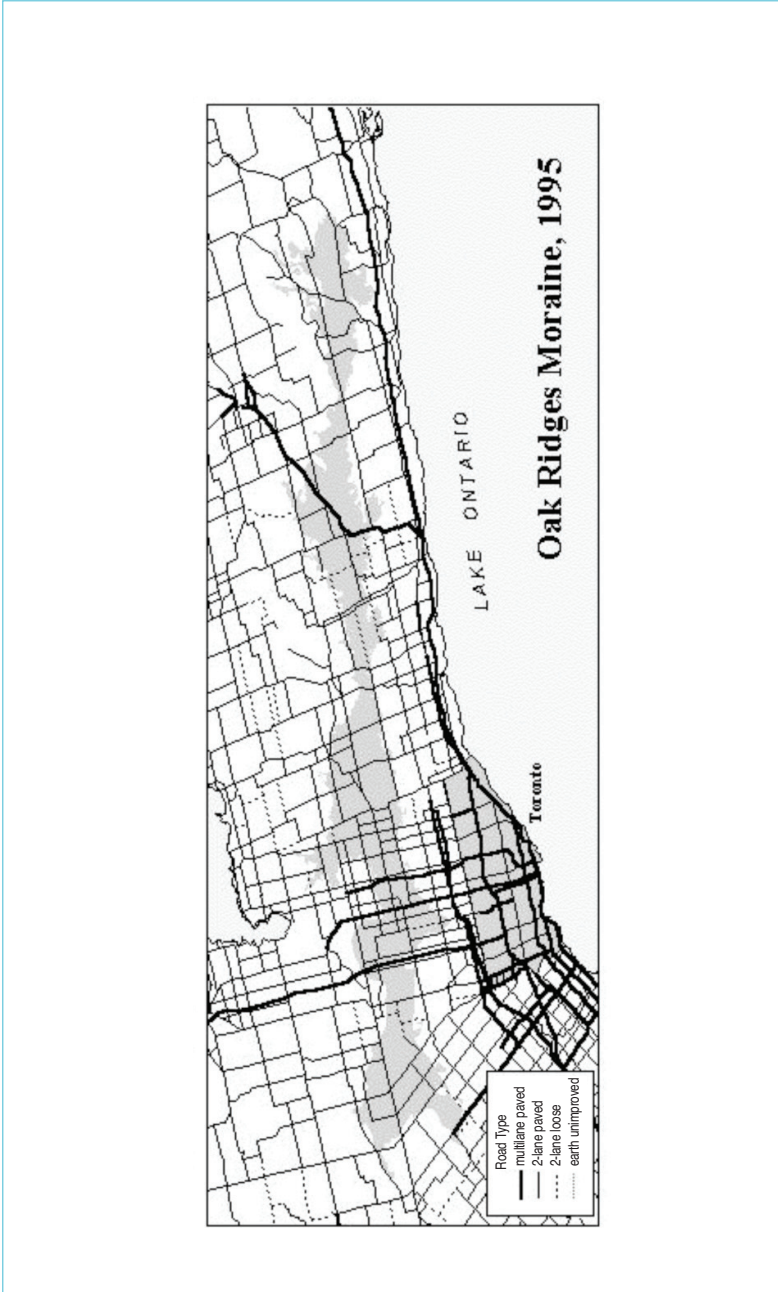 Oak Ridges Moraine, 1995
LAKE ONTARIO
Toronto
Road Type
multilane paved
2-lane paved
2-lane loose
earth unimproved